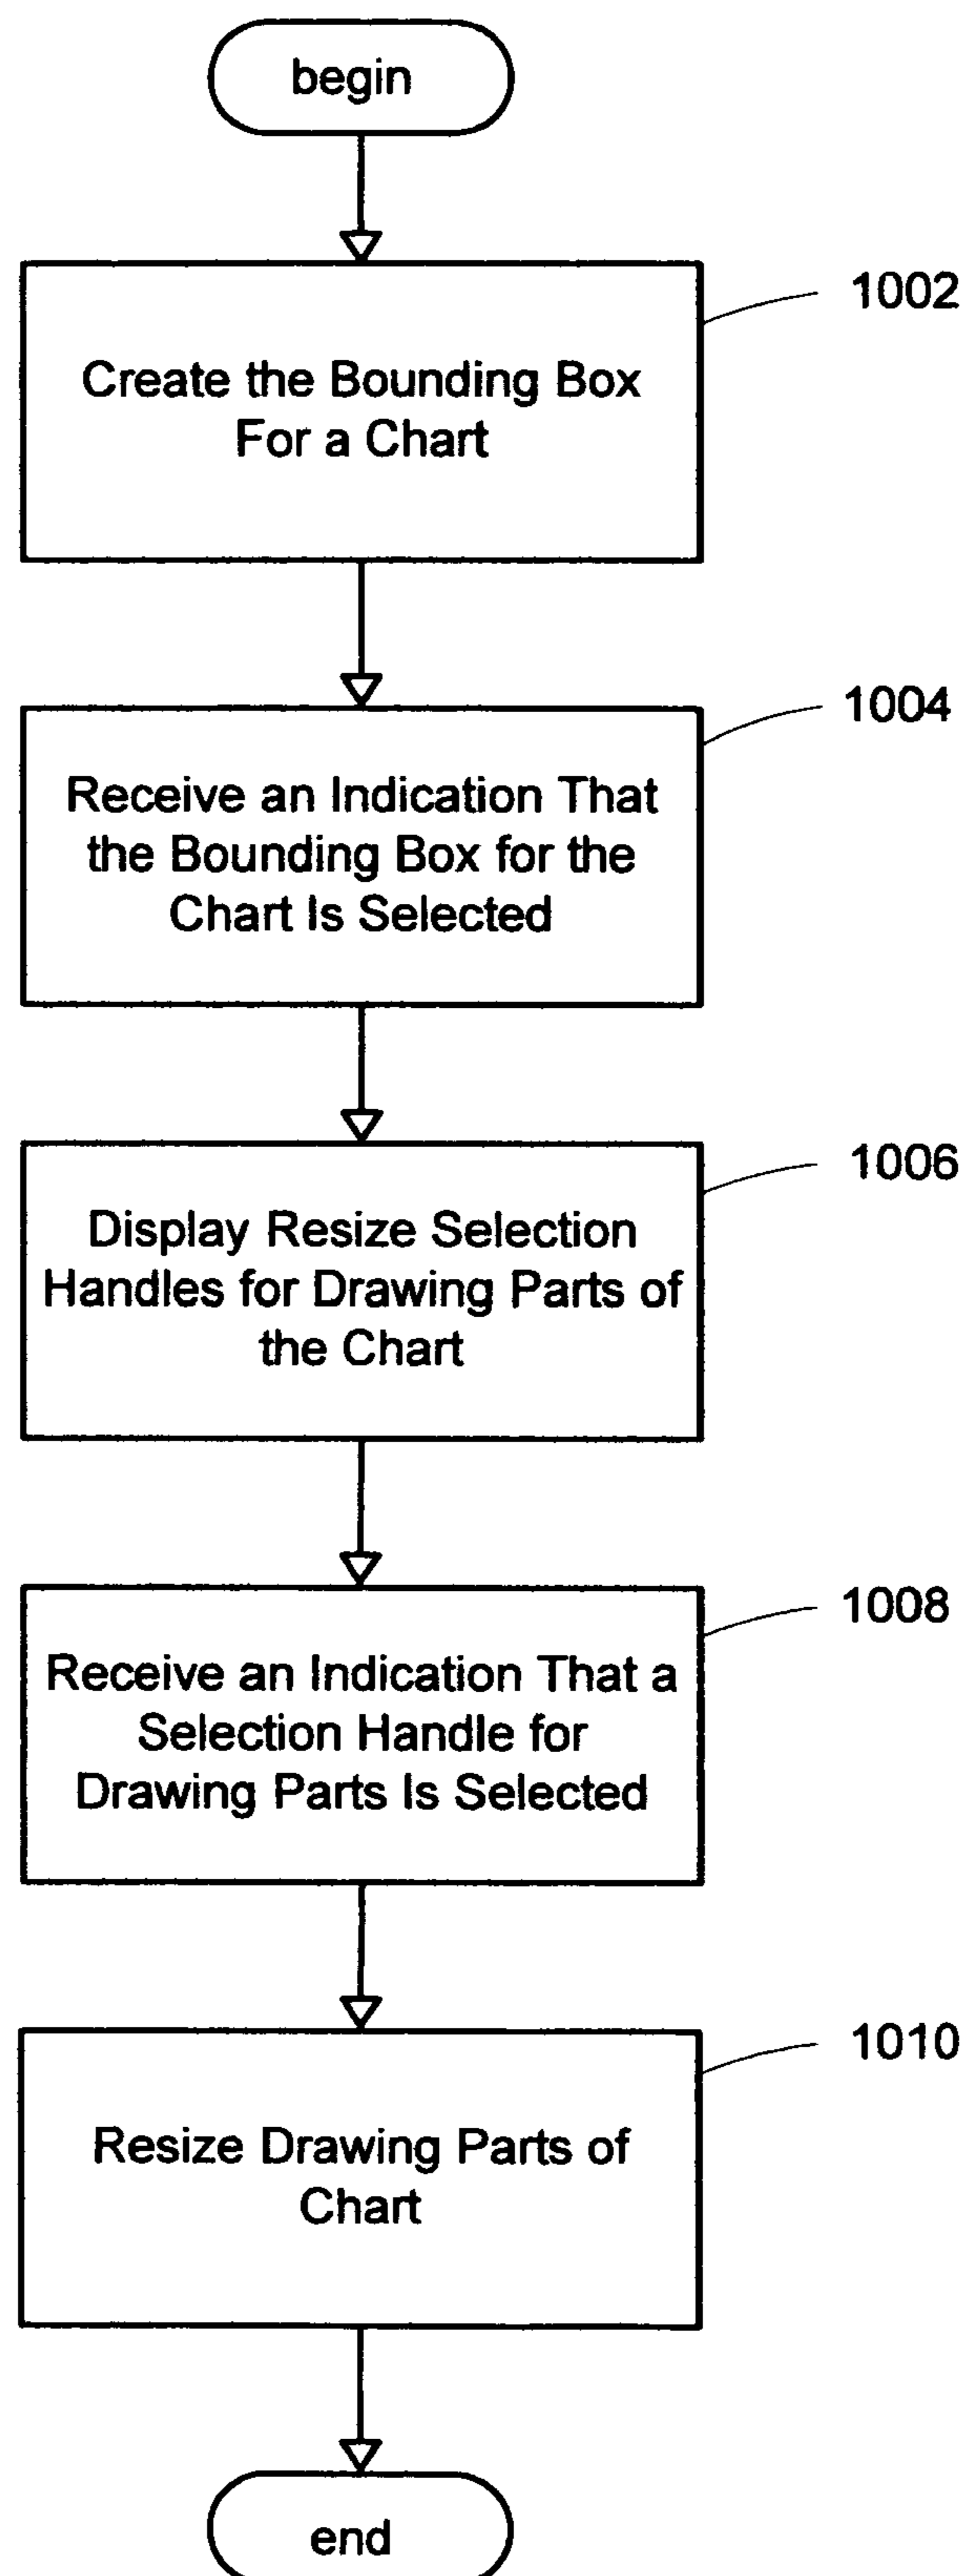 begin
1002
Create the Bounding Box
For a Chart
1004
Receive an Indication That
the Bounding Box for the
Chart Is Selected
1006
Display Resize Selection
Handles for Drawing Parts of
the Chart
1008
Receive an Indication That a
Selection Handle for
Drawing Parts Is Selected
1010
Resize Drawing Parts of
Chart
end